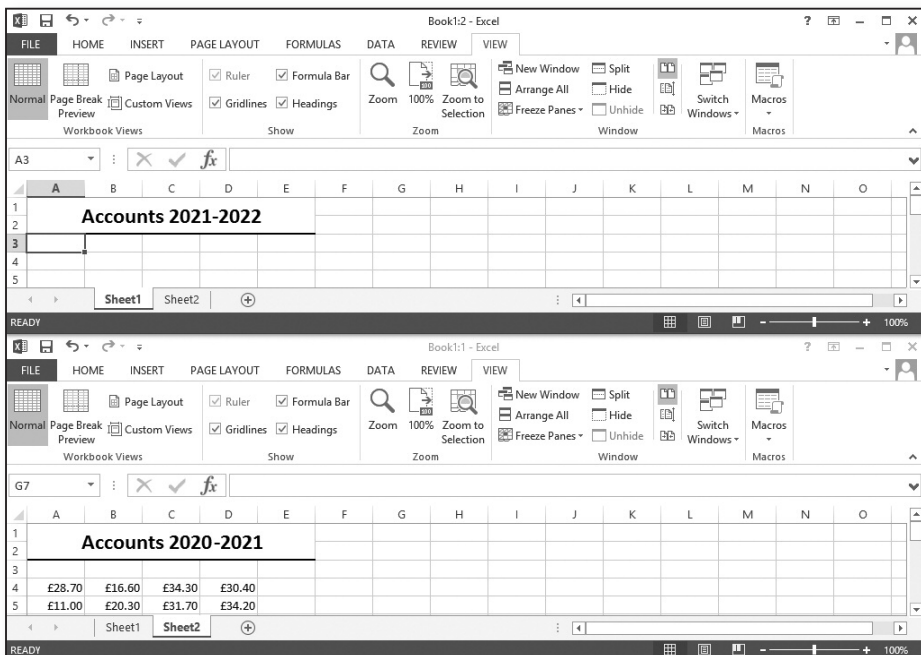 Book1:2 - Excel
FILE HOME INSERT PAGE LAYOUT FORMULAS DATA REVIEW VIEW
Normal Page Break Preview Page Layout Custom Views Ruler Formula Bar Gridlines Headings Zoom 100% Zoom to Selection New Window Arrange All Freeze Panes Split Hide Unhide Switch Windows Macros
Workbook Views Show Zoom Window Macros
A3 fx
A B C D E F G H I J K L M N O
1
Accounts 2021-2022
2
3
4
5
Sheet1 Sheet2
READY 100%
Book1:1 - Excel
FILE HOME INSERT PAGE LAYOUT FORMULAS DATA REVIEW VIEW
Normal Page Break Preview Page Layout Custom Views Ruler Formula Bar Gridlines Headings Zoom 100% Zoom to Selection New Window Arrange All Freeze Panes Split Hide Unhide Switch Windows Macros
Workbook Views Show Zoom Window Macros
G7 fx
A B C D E F G H I J K L M N O
1
Accounts 2020-2021
2
3
4 £28.70 £16.60 £34.30 £30.40
5 £11.00 £20.30 £31.70 £34.20
Sheet1 Sheet2
READY 100%